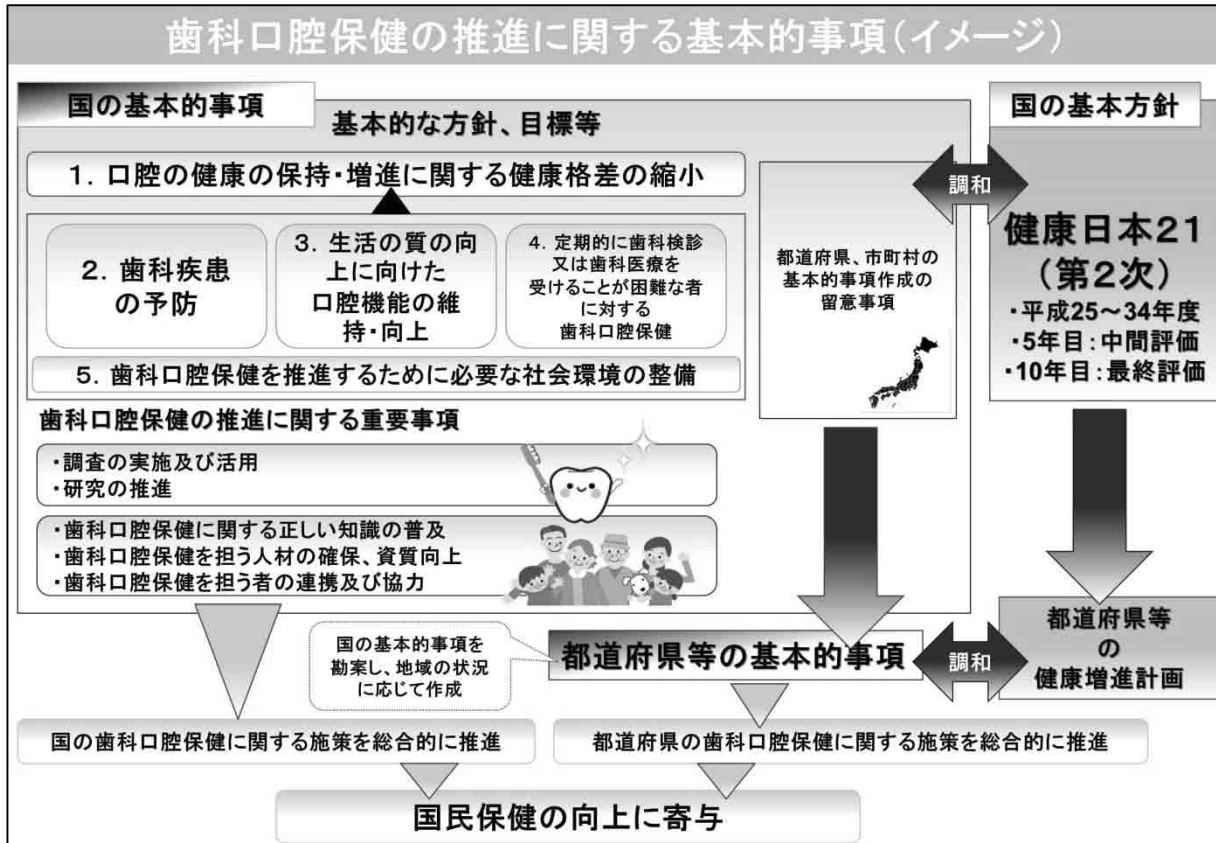 歯科口腔保健の推進に関する基本的事項(イメージ)
国の基本的事項
基本的な方針、目標等
1. 口腔の健康の保持・増進に関する健康格差の縮小
2. 歯科疾患
の予防
3. 生活の質の向
上に向けた
口腔機能の維
持・向上
4. 定期的に歯科検診
又は歯科医療を
受けることが困難な者
に対する
歯科口腔保健
5. 歯科口腔保健を推進するために必要な社会環境の整備
歯科口腔保健の推進に関する重要事項
・調査の実施及び活用
・研究の推進
・歯科口腔保健に関する正しい知識の普及
・歯科口腔保健を担う人材の確保、資質向上
・歯科口腔保健を担う者の連携及び協力
都道府県、市町村の
基本的事項作成の
留意事項
調和
国の基本方針
健康日本21
(第2次)
・平成25~34年度
・5年目:中間評価
・10年目:最終評価
国の基本的事項を
勘案し、地域の状況
に応じて作成
都道府県等の基本的事項
調和
都道府県等
の
健康増進計画
国の歯科口腔保健に関する施策を総合的に推進
都道府県の歯科口腔保健に関する施策を総合的に推進
国民保健の向上に寄与